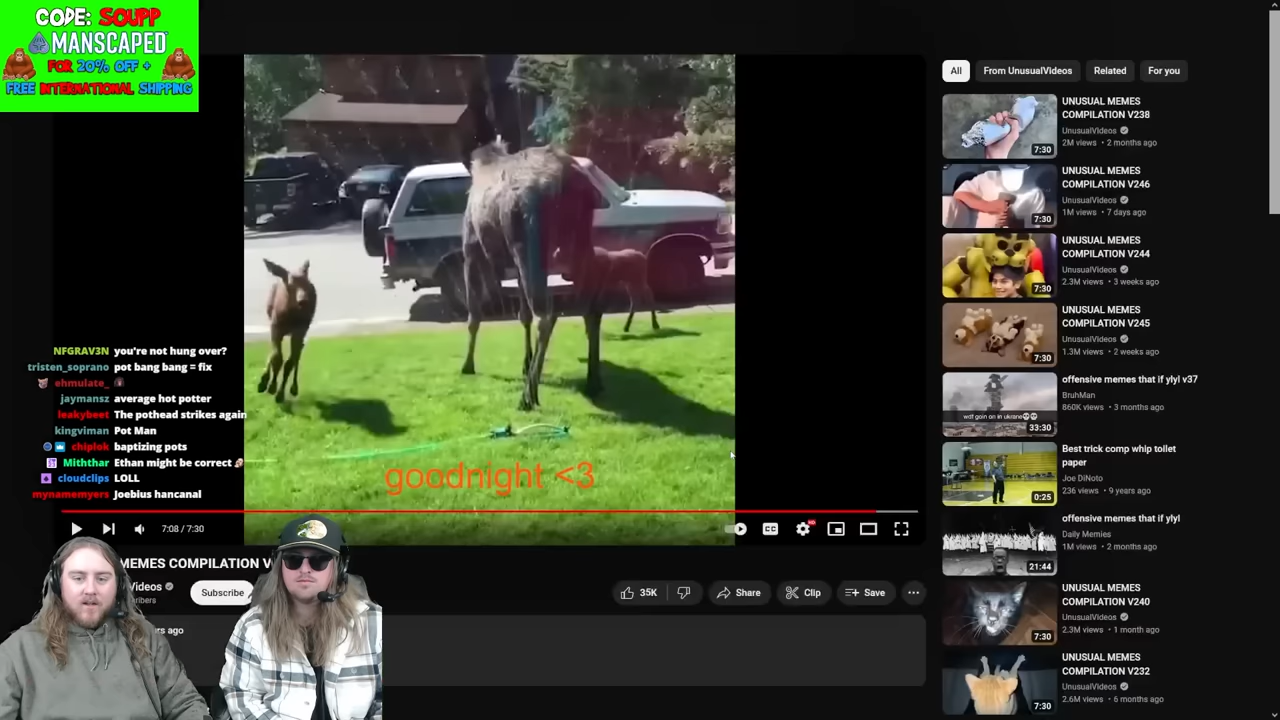 CODE: SOUPP
MANSCAPED
FOR 20% OFF +
FREE INTERNATIONAL SHIPPING
All
From UnusualVideos
Related
For you
UNUSUAL MEMES
COMPILATION V238
UnusualVideos
2M views • 2 months ago
7:30
UNUSUAL MEMES
COMPILATION V246
UnusualVideos
1M views • 7 days ago
7:30
UNUSUAL MEMES
COMPILATION V244
UnusualVideos
2.3M views • 3 weeks ago
7:30
UNUSUAL MEMES
COMPILATION V245
UnusualVideos
1.3M views • 2 weeks ago
7:30
offensive memes that if ylyl v37
BruhMan
860K views • 3 months ago
wdf goin on in ukrane
33:30
Best trick comp whip toilet
paper
Joe DiNoto
236 views • 9 years ago
0:25
offensive memes that if ylyl
Daily Memies
1M views • 2 months ago
21:44
UNUSUAL MEMES
COMPILATION V240
UnusualVideos
2.3M views • 1 month ago
7:30
UNUSUAL MEMES
COMPILATION V232
UnusualVideos
2.6M views • 6 months ago
7:30
NFGRAV3N you're not hung over?
tristen_soprano pot bang bang = fix
ehmulate_
jaymansz average hot potter
leakybeet The pothead strikes again
kingviman Pot Man
chiplok baptizing pots
Miththar Ethan might be correct
cloudclips LOLL
mynamemyers Joebius hancanal
goodnight <3
7:08 / 7:30
CC
HD
MEMES COMPILATION V
Videos
Subscribe
35K
Share
Clip
Save
ago